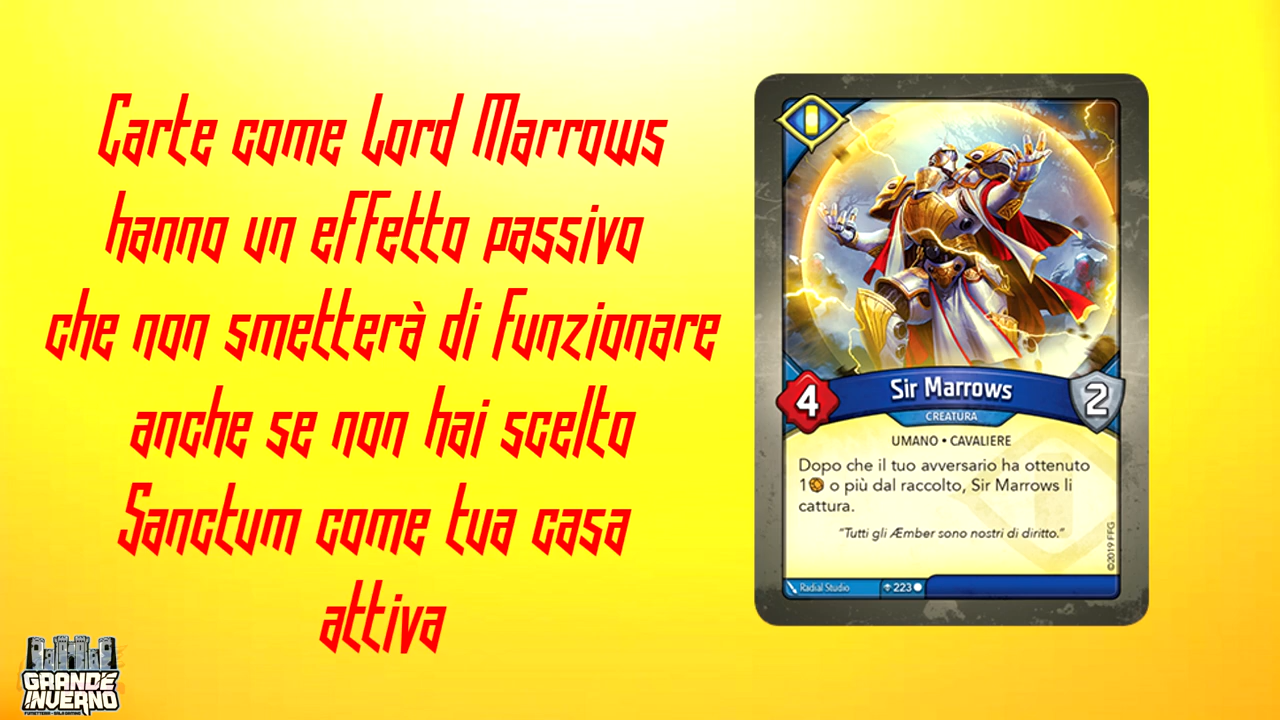 Carte come Lord Marrows
hanno un effetto passivo
che non smetterà di funzionare
anche se non hai scelto
Sanctum come tua casa
attiva
4
Sir Marrows
2
CREATURA
UMANO • CAVALIERE
Dopo che il tuo avversario ha ottenuto
1 o più dal raccolto, Sir Marrows li
cattura.
"Tutti gli Æmber sono nostri di diritto."
©2019 FFG
Radial Studio
223
GRANDE
INVERNO
FUMETTERIA - SALA GAMING